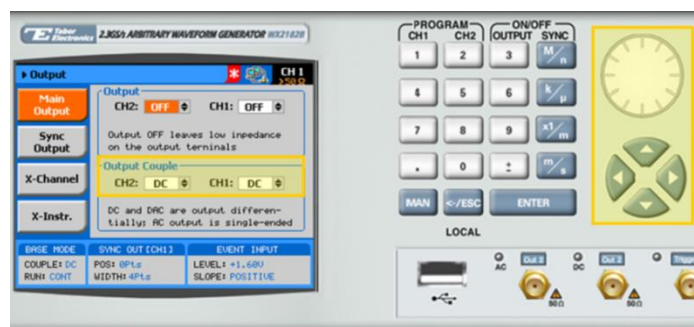 Tabor Electronics 2.3GS/s ARBITRARY WAVEFORM GENERATOR WX2182B
Output CH 1
>50Ω
Main Output
Output
CH2: OFF CH1: OFF
Output OFF leaves low inpedance
on the output terminals
Sync Output
Output Couple
CH2: DC CH1: DC
X-Channel
DC and DAC are output differen-
tially; AC output is single-ended
X-Instr.
BASE MODE SYNC OUT [CH1] EVENT INPUT
COUPLE: DC POS: 0Pts LEVEL: +1.60V
RUN: CONT WIDTH: 4Pts SLOPE: POSITIVE
PROGRAM ON/OFF
CH1 CH2 OUTPUT SYNC
1 2 3 M/n
4 5 6 k/µ
7 8 9 x1/m
. 0 ± m/s
MAN <-/ESC ENTER
LOCAL
AC Out 2 DC Out 2 Trigg
50Ω 50Ω